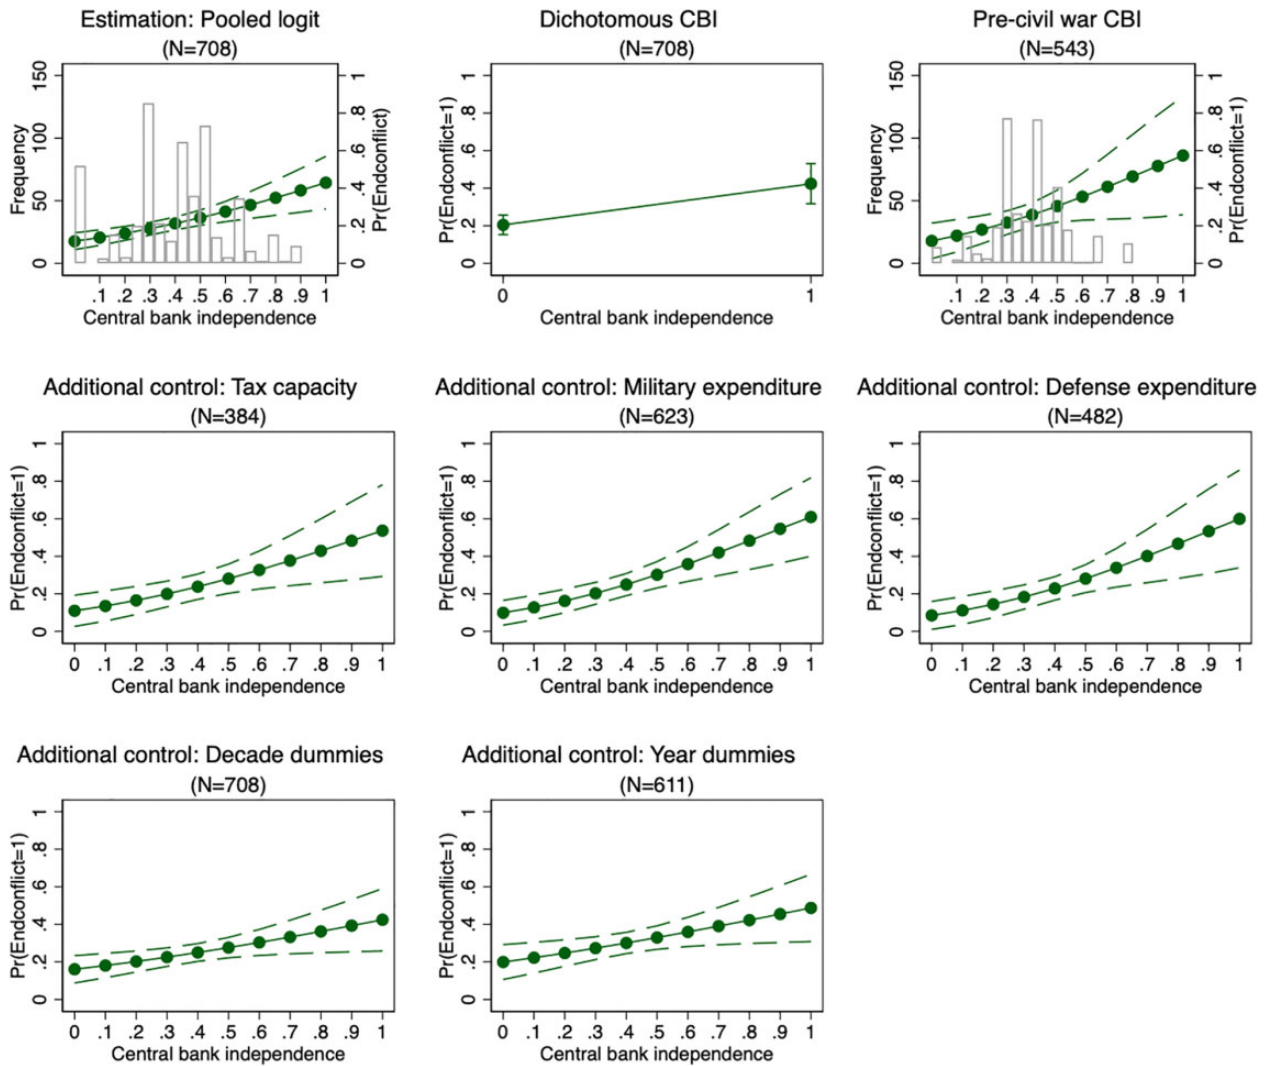 Estimation: Pooled logit
(N=708)
150
100
50
0
Frequency
1
.8
.6
.4
.2
0
Pr(Endconflict)
.1 .2 .3 .4 .5 .6 .7 .8 .9 1
Central bank independence
Dichotomous CBI
(N=708)
1
.8
.6
.4
.2
0
Pr(Endconflict=1)
0 1
Central bank independence
Pre-civil war CBI
(N=543)
150
100
50
0
Frequency
1
.8
.6
.4
.2
0
Pr(Endconflict=1)
.1 .2 .3 .4 .5 .6 .7 .8 .9 1
Central bank independence
Additional control: Tax capacity
(N=384)
1
.8
.6
.4
.2
0
Pr(Endconflict=1)
0 .1 .2 .3 .4 .5 .6 .7 .8 .9 1
Central bank independence
Additional control: Military expenditure
(N=623)
1
.8
.6
.4
.2
0
Pr(Endconflict=1)
0 .1 .2 .3 .4 .5 .6 .7 .8 .9 1
Central bank independence
Additional control: Defense expenditure
(N=482)
1
.8
.6
.4
.2
0
Pr(Endconflict=1)
0 .1 .2 .3 .4 .5 .6 .7 .8 .9 1
Central bank independence
Additional control: Decade dummies
(N=708)
1
.8
.6
.4
.2
0
Pr(Endconflict=1)
0 .1 .2 .3 .4 .5 .6 .7 .8 .9 1
Central bank independence
Additional control: Year dummies
(N=611)
1
.8
.6
.4
.2
0
Pr(Endconflict=1)
0 .1 .2 .3 .4 .5 .6 .7 .8 .9 1
Central bank independence